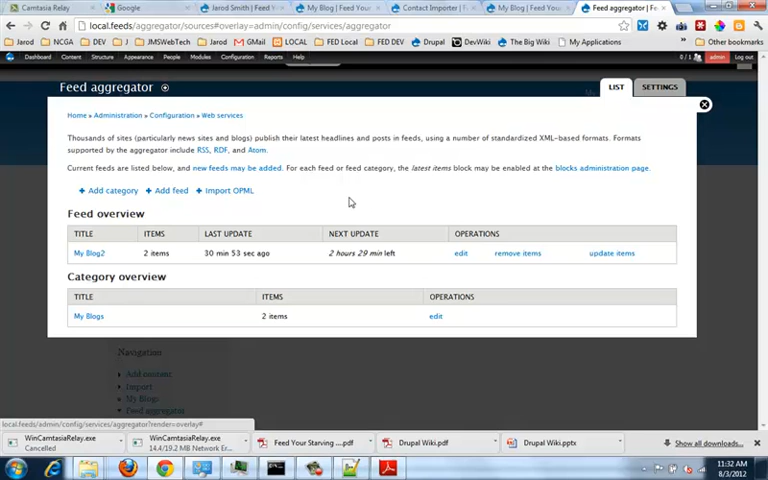 Camtasia Relay
Google
Jarod Smith | Feed Y
My Blog | Feed Your
Contact Importer | F
My Blog | Feed Your
Feed aggregator | F
local.feeds/aggregator/sources#overlay=admin/config/services/aggregator
Jarod
NCGA
DEV
JMSWebTech
Jarod
GMail
LOCAL
FED Local
FED DEV
Drupal
DevWiki
The Big Wiki
My Applications
Other bookmarks
Dashboard Content Structure Appearance People Modules Configuration Reports Help
0 / 1
admin
Log out
Feed aggregator
LIST
SETTINGS
Home » Administration » Configuration » Web services
Thousands of sites (particularly news sites and blogs) publish their latest headlines and posts in feeds, using a number of standardized XML-based formats. Formats
supported by the aggregator include RSS, RDF, and Atom.
Current feeds are listed below, and new feeds may be added. For each feed or feed category, the latest items block may be enabled at the blocks administration page.
+ Add category + Add feed + Import OPML
Feed overview
TITLE ITEMS LAST UPDATE NEXT UPDATE OPERATIONS
My Blog2 2 items 30 min 53 sec ago 2 hours 29 min left edit remove items update items
Category overview
TITLE ITEMS OPERATIONS
My Blogs 2 items edit
Navigation
Add content
Import
My Blogs
Feed aggregator
local.feeds/admin/config/services/aggregator?render=overlay#
WinCamtasiaRelay.exe
Cancelled
WinCamtasiaRelay.exe
14.4/19.2 MB Network Er...
Feed Your Starving ....pdf
Drupal Wiki.pdf
Drupal Wiki.pptx
Show all downloads...
11:32 AM
8/3/2012